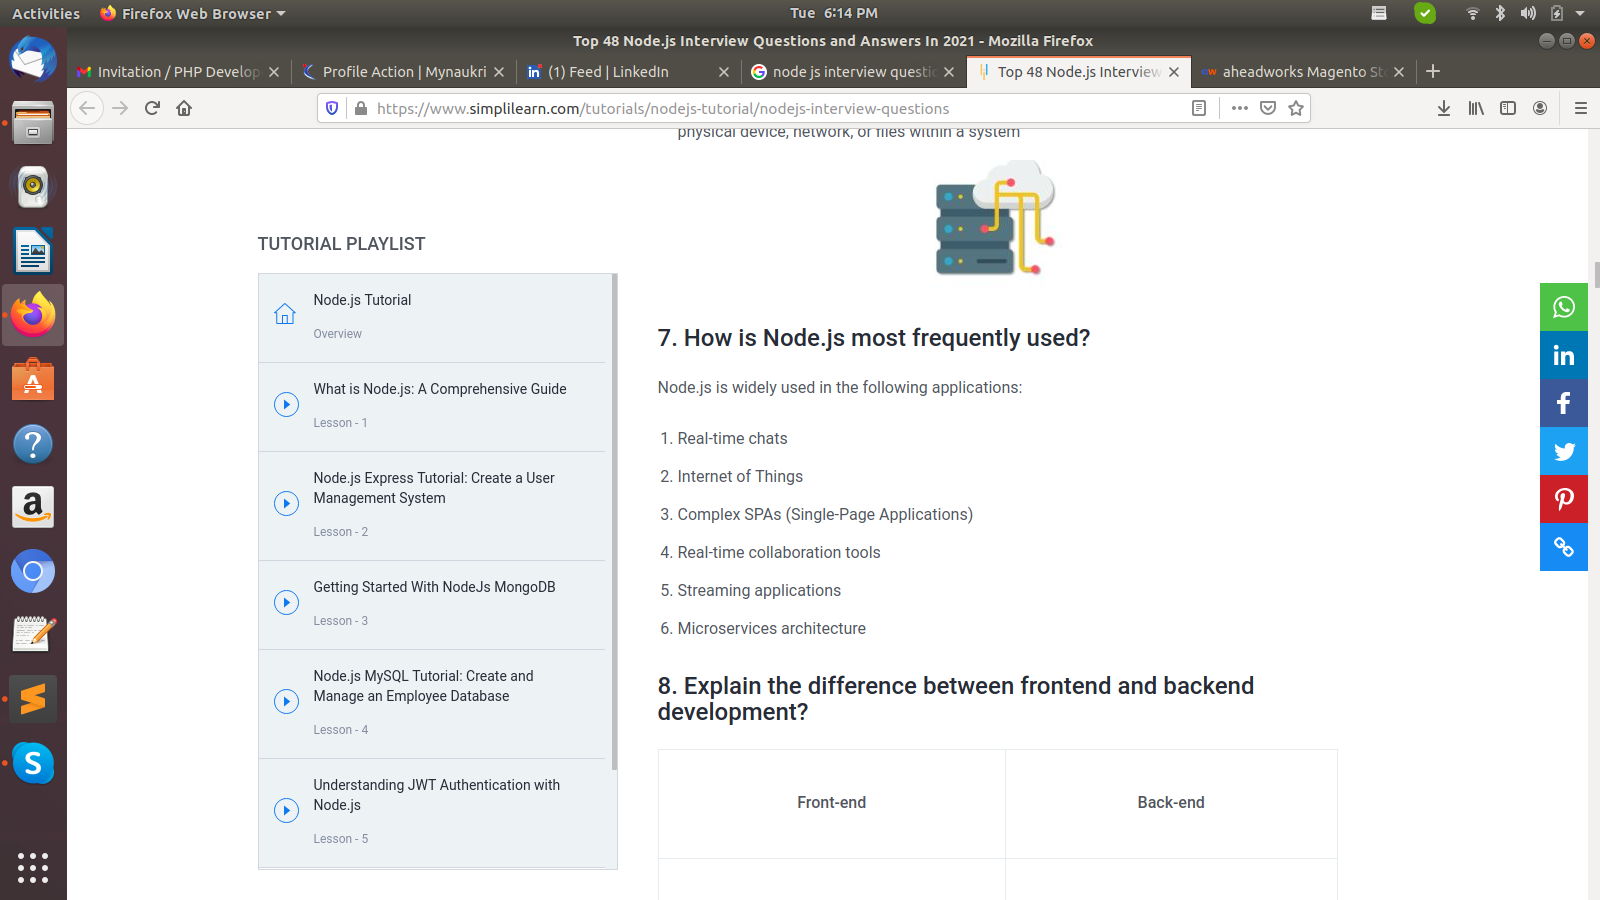 Activities
Firefox Web Browser
Tue 6:14 PM
Top 48 Node.js Interview Questions and Answers In 2021 - Mozilla Firefox
Invitation / PHP Develop
Profile Action | Mynaukri
(1) Feed | LinkedIn
node js interview questi
Top 48 Node.js Interview
aheadworks Magento St
https://www.simplilearn.com/tutorials/nodejs-tutorial/nodejs-interview-questions
physical device, network, or files within a system
TUTORIAL PLAYLIST
Node.js Tutorial
Overview
What is Node.js: A Comprehensive Guide
Lesson - 1
Node.js Express Tutorial: Create a User
Management System
Lesson - 2
Getting Started With NodeJs MongoDB
Lesson - 3
Node.js MySQL Tutorial: Create and
Manage an Employee Database
Lesson - 4
Understanding JWT Authentication with
Node.js
Lesson - 5
7. How is Node.js most frequently used?
Node.js is widely used in the following applications:
1. Real-time chats
2. Internet of Things
3. Complex SPAs (Single-Page Applications)
4. Real-time collaboration tools
5. Streaming applications
6. Microservices architecture
8. Explain the difference between frontend and backend
development?
Front-end
Back-end